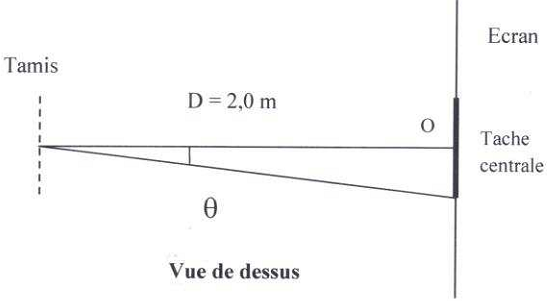 Ecran
Tamis
D = 2,0 m
O
Tache
centrale
θ
Vue de dessus